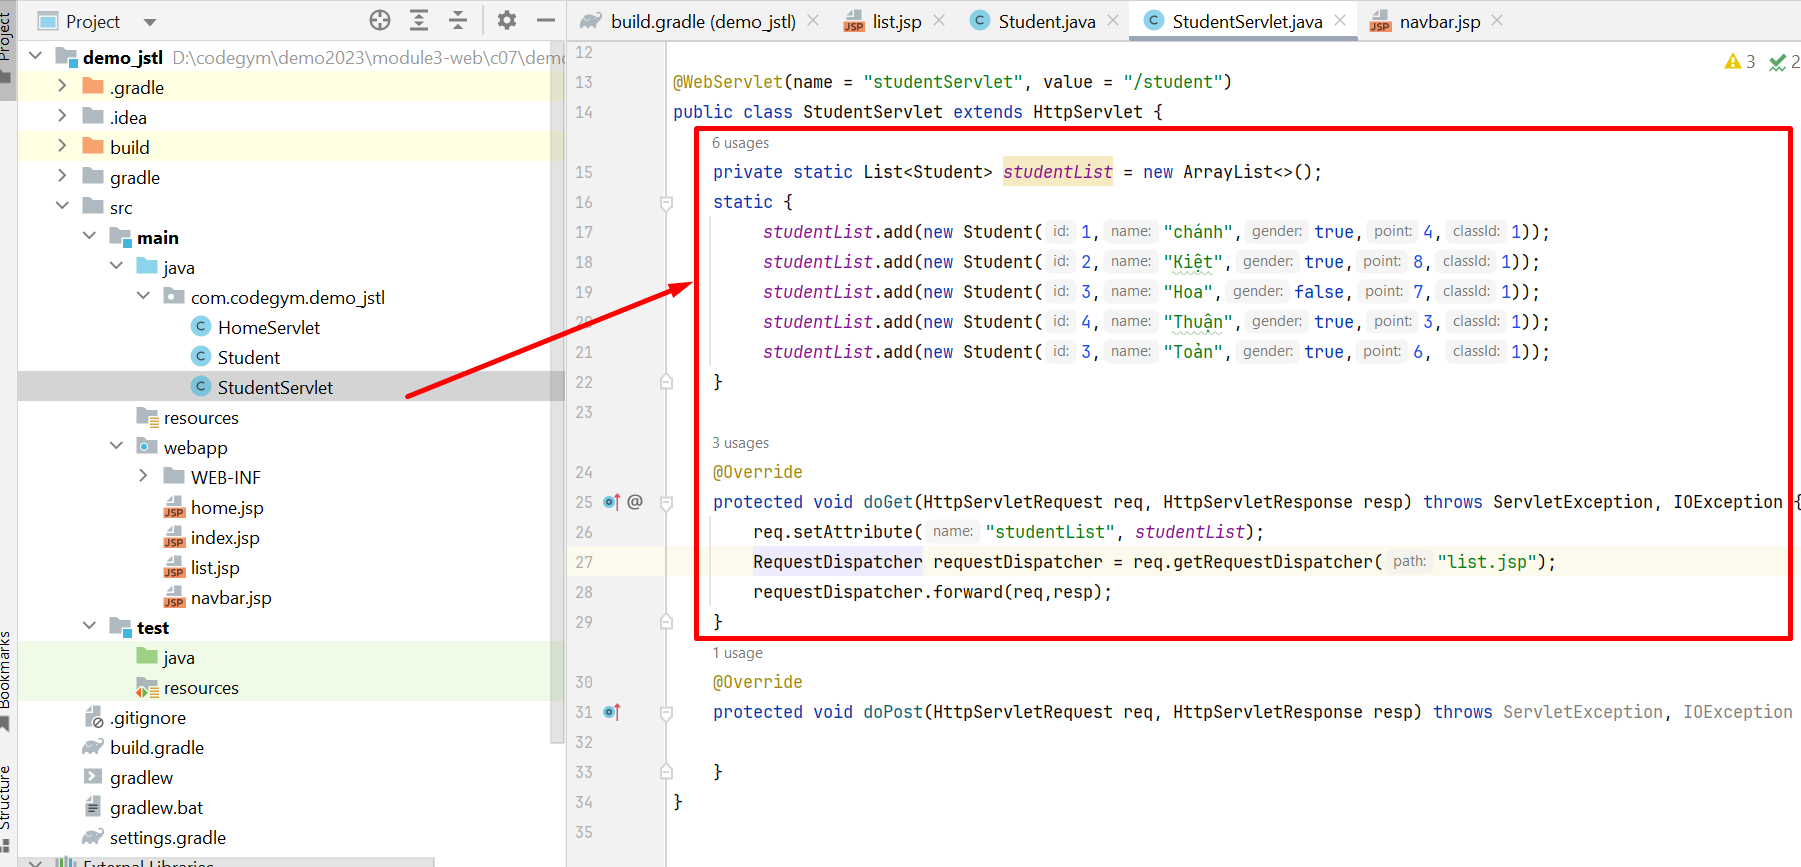 Project
build.gradle (demo_jstl)
list.jsp
Student.java
StudentServlet.java
navbar.jsp
Project
Bookmarks
Structure
demo_jstl D:\codegym\demo2023\module3-web\c07\demo
.gradle
.idea
build
gradle
src
main
java
com.codegym.demo_jstl
HomeServlet
Student
StudentServlet
resources
webapp
WEB-INF
home.jsp
index.jsp
list.jsp
navbar.jsp
test
java
resources
.gitignore
build.gradle
gradlew
gradlew.bat
settings.gradle
External Libraries
3 2
12
13 @WebServlet(name = "studentServlet", value = "/student")
14 public class StudentServlet extends HttpServlet {
6 usages
15 private static List<Student> studentList = new ArrayList<>();
16 static {
17 studentList.add(new Student( id: 1, name: "chánh", gender: true, point: 4, classId: 1));
18 studentList.add(new Student( id: 2, name: "Kiệt", gender: true, point: 8, classId: 1));
19 studentList.add(new Student( id: 3, name: "Hoa", gender: false, point: 7, classId: 1));
20 studentList.add(new Student( id: 4, name: "Thuận", gender: true, point: 3, classId: 1));
21 studentList.add(new Student( id: 3, name: "Toản", gender: true, point: 6, classId: 1));
22 }
23
3 usages
24 @Override
25 @ protected void doGet(HttpServletRequest req, HttpServletResponse resp) throws ServletException, IOException {
26 req.setAttribute( name: "studentList", studentList);
27 RequestDispatcher requestDispatcher = req.getRequestDispatcher( path: "list.jsp");
28 requestDispatcher.forward(req,resp);
29 }
1 usage
30 @Override
31 protected void doPost(HttpServletRequest req, HttpServletResponse resp) throws ServletException, IOException
32
33 }
34 }
35